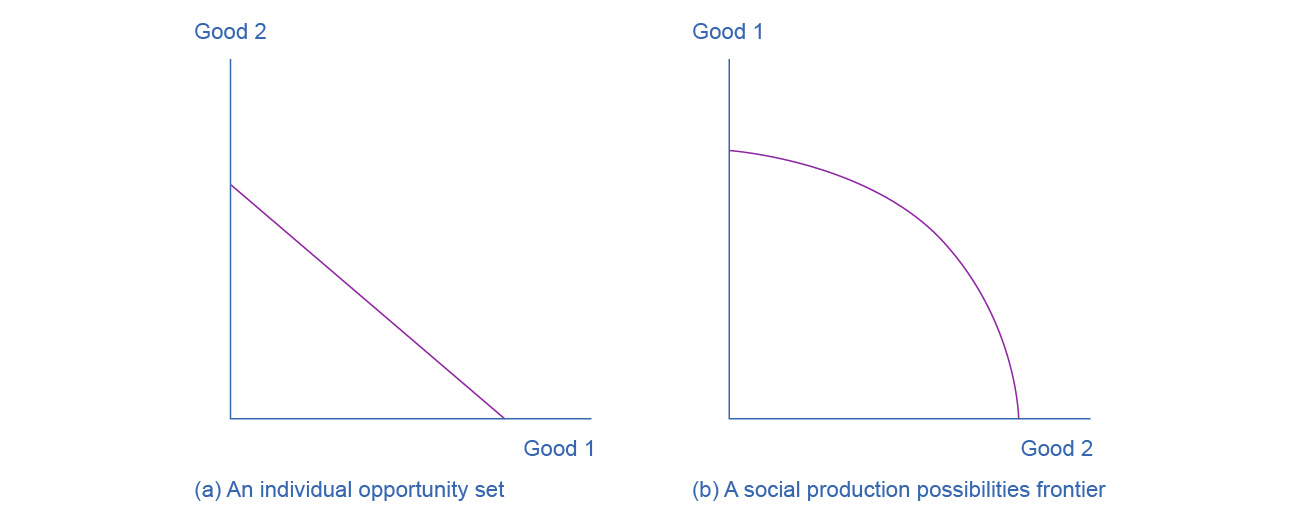 Good 2
Good 1
(a) An individual opportunity set
Good 1
Good 2
(b) A social production possibilities frontier